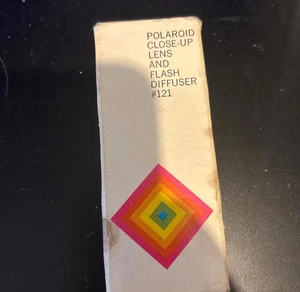 POLAROID
CLOSE-UP
LENS
AND
FLASH
DIFFUSER
#121